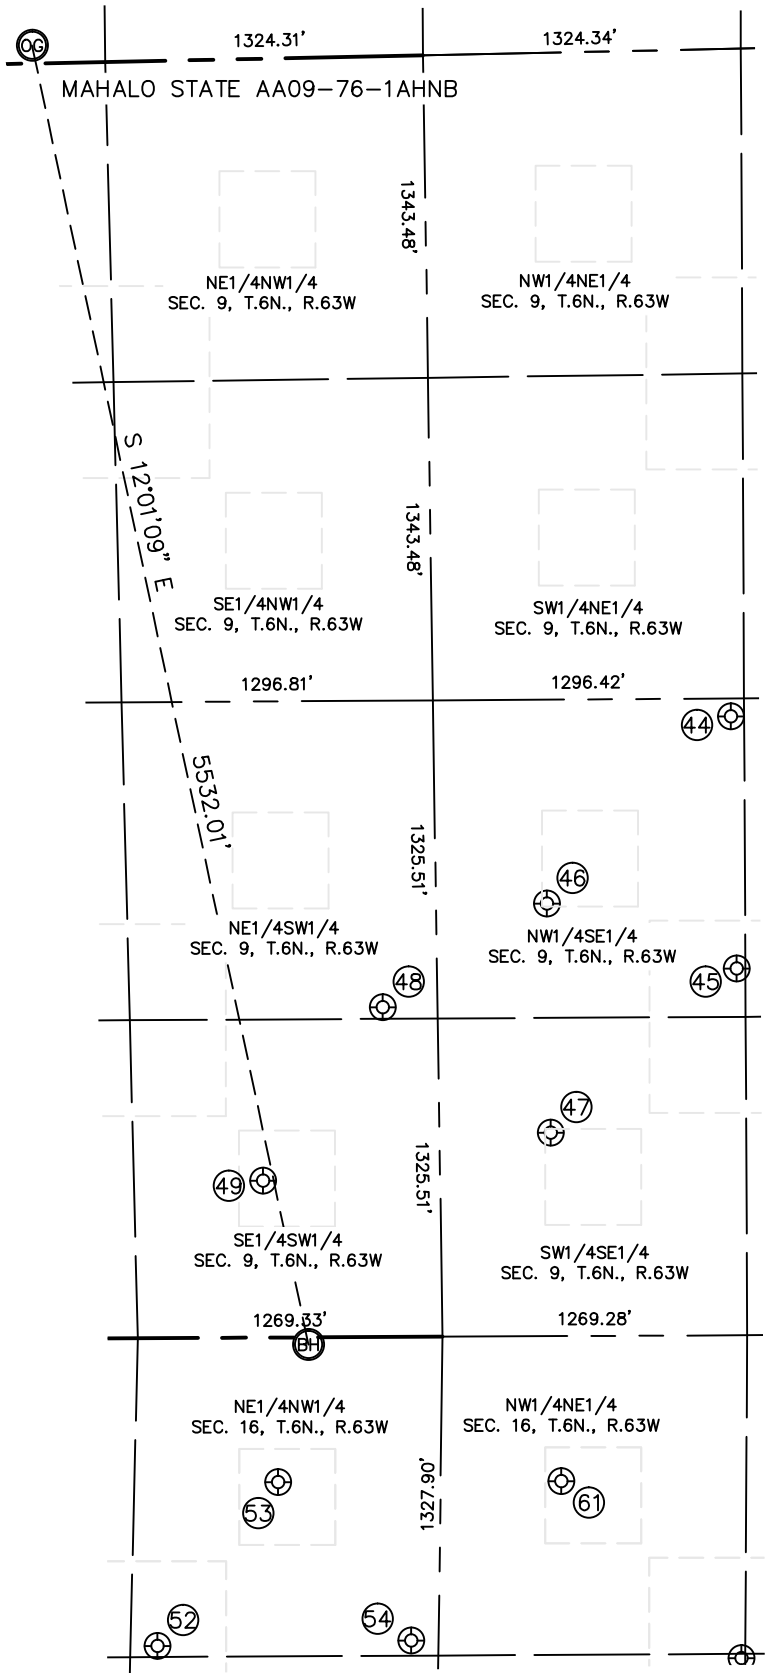 OG
1324.31'
1324.34'
MAHALO STATE AA09-76-1AHNB
1343.48'
NE1/4NW1/4
SEC. 9, T.6N., R.63W
NW1/4NE1/4
SEC. 9, T.6N., R.63W
S 12°01'09" E
1343.48'
SE1/4NW1/4
SEC. 9, T.6N., R.63W
SW1/4NE1/4
SEC. 9, T.6N., R.63W
1296.81'
1296.42'
44
5532.01'
1325.51'
46
NE1/4SW1/4
SEC. 9, T.6N., R.63W
NW1/4SE1/4
SEC. 9, T.6N., R.63W
48
45
47
1325.51'
49
SE1/4SW1/4
SEC. 9, T.6N., R.63W
SW1/4SE1/4
SEC. 9, T.6N., R.63W
1269.33'
1269.28'
BH
NE1/4NW1/4
SEC. 16, T.6N., R.63W
NW1/4NE1/4
SEC. 16, T.6N., R.63W
1327.90'
53
61
52
54